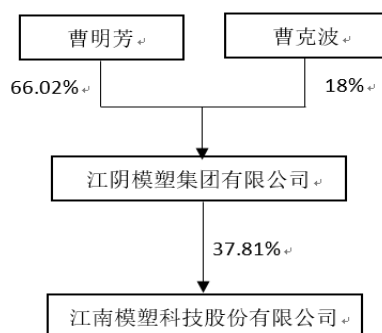 曹明芳
曹克波
66.02%
18%
江阴模塑集团有限公司
37.81%
江南模塑科技股份有限公司